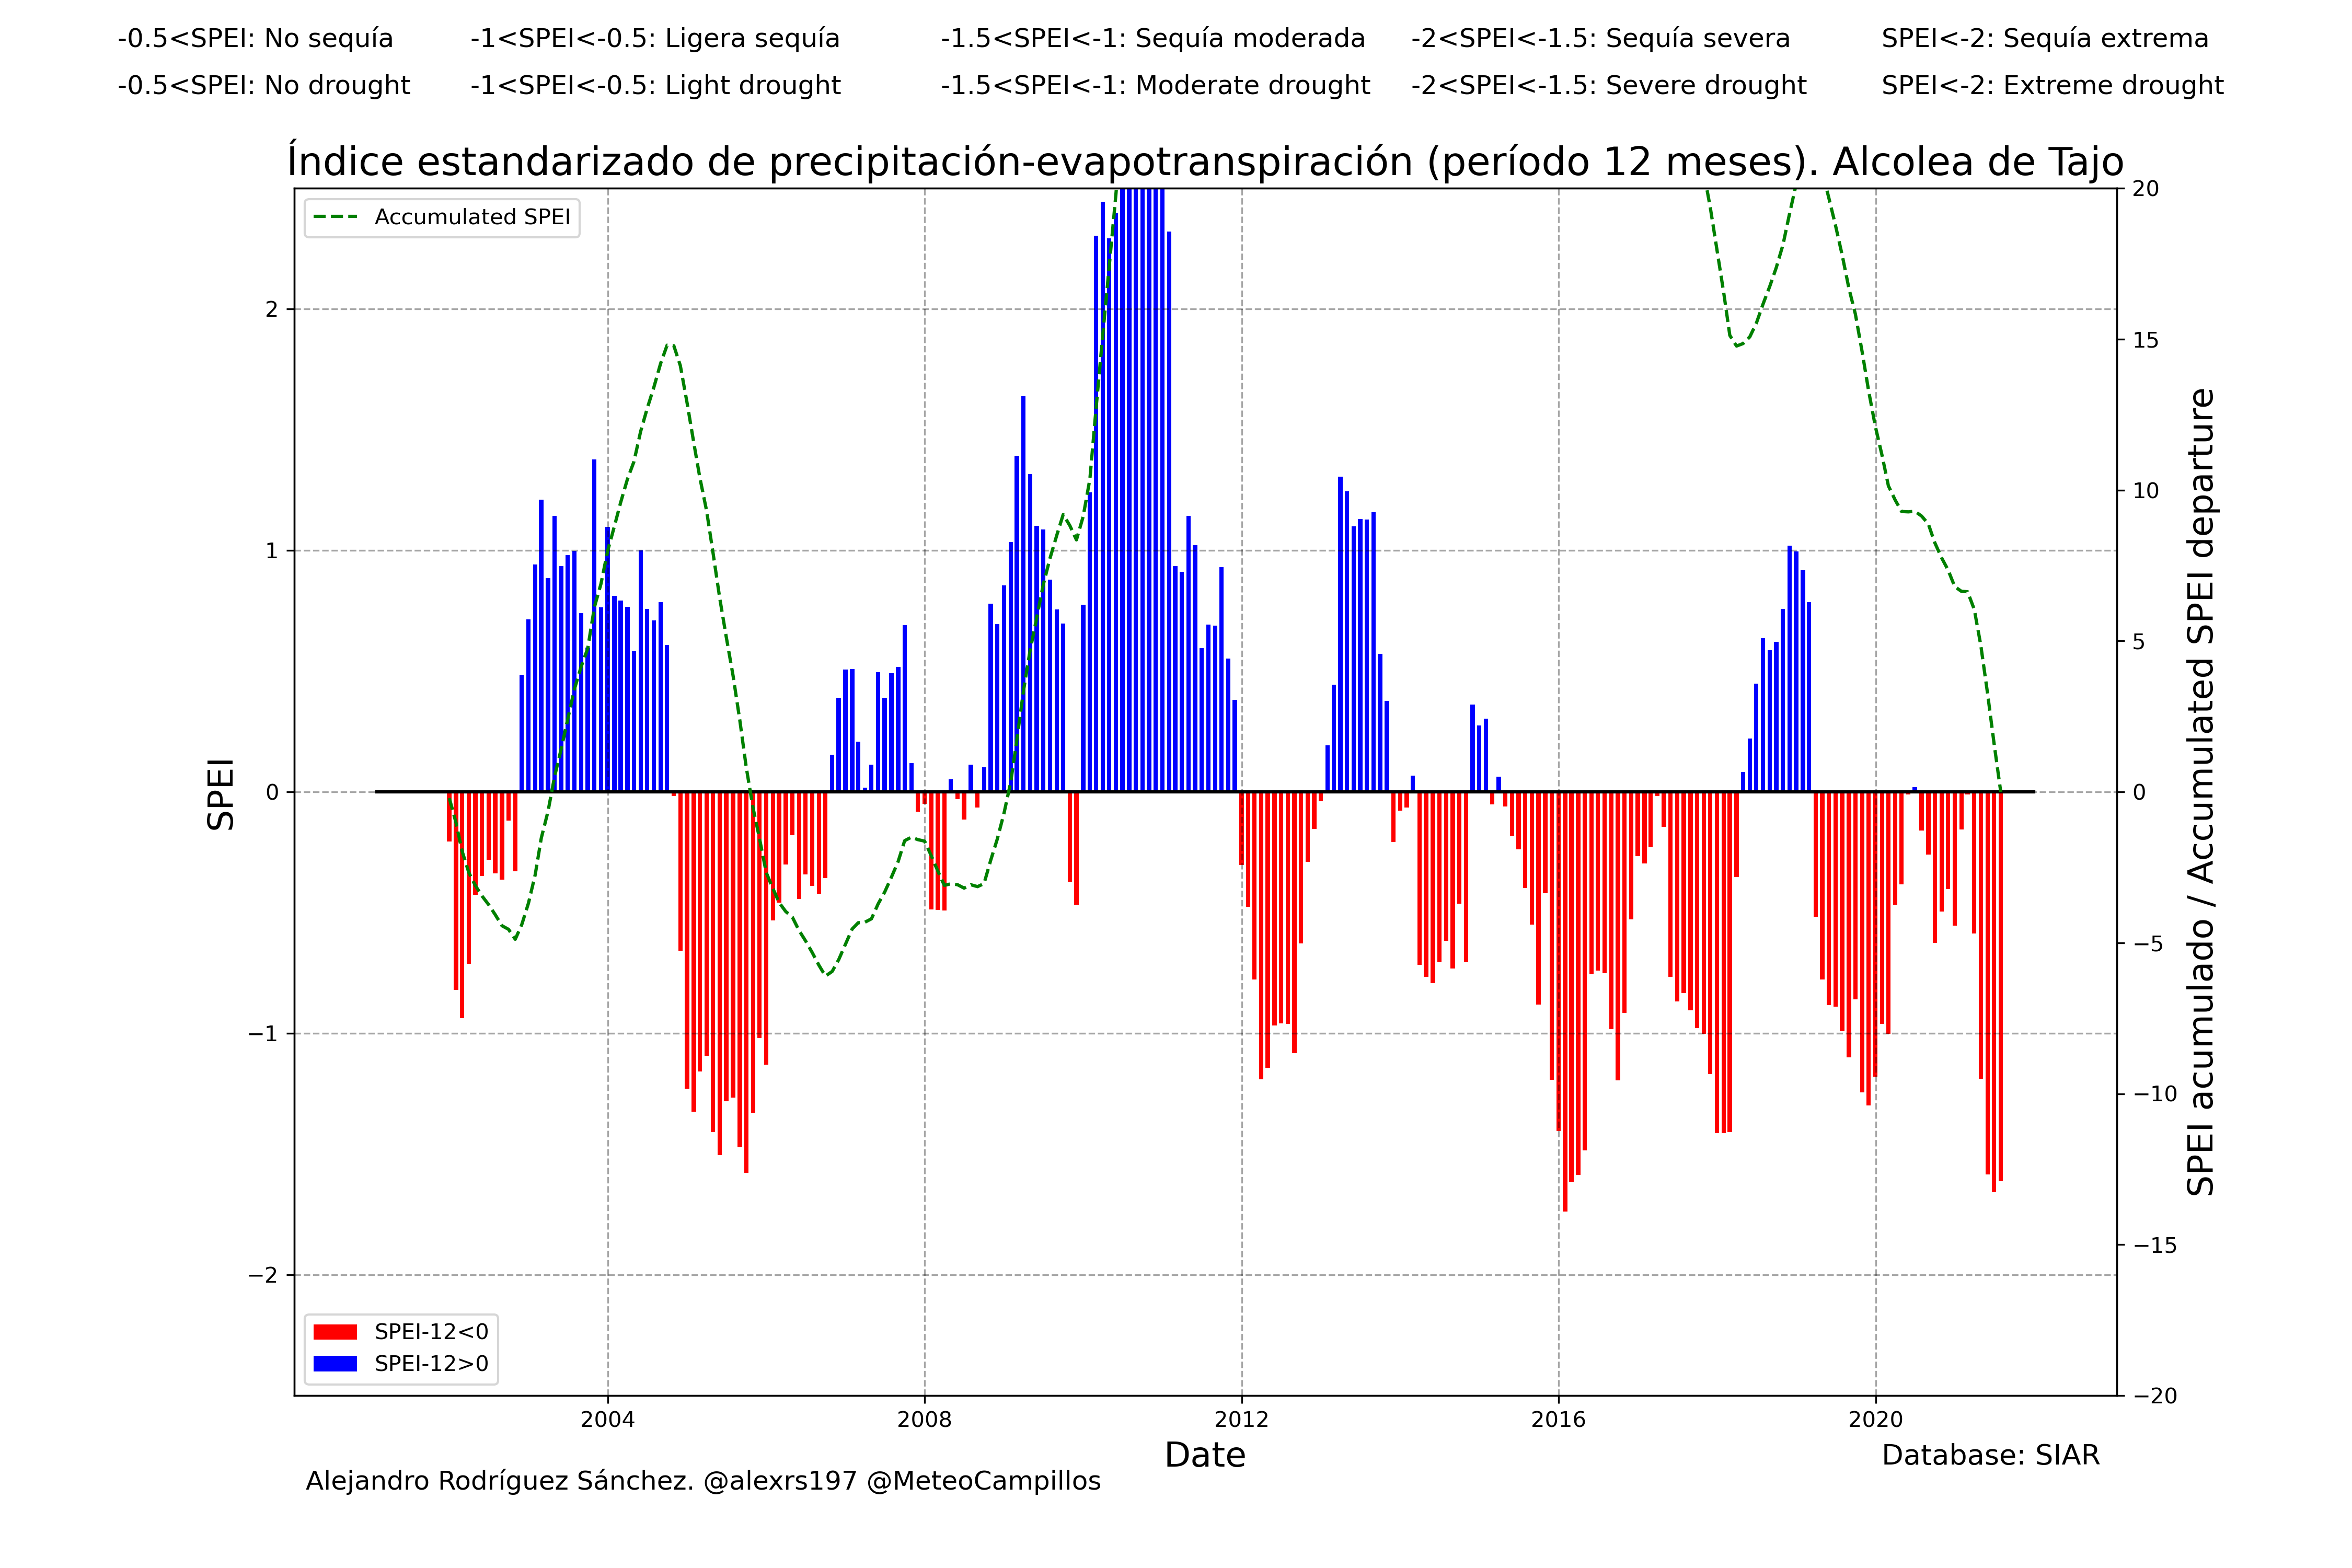 -0.5<SPEI: No sequía -1<SPEI<-0.5: Ligera sequía -1.5<SPEI<-1: Sequía moderada -2<SPEI<-1.5: Sequía severa SPEI<-2: Sequía extrema
-0.5<SPEI: No drought -1<SPEI<-0.5: Light drought -1.5<SPEI<-1: Moderate drought -2<SPEI<-1.5: Severe drought SPEI<-2: Extreme drought
Índice estandarizado de precipitación-evapotranspiración (período 12 meses). Alcolea de Tajo
Accumulated SPEI
SPEI
2
1
0
−1
−2
20
15
10
5
0
−5
−10
−15
−20
SPEI acumulado / Accumulated SPEI departure
SPEI-12<0
SPEI-12>0
2004 2008 2012 2016 2020
Date
Database: SIAR
Alejandro Rodríguez Sánchez. @alexrs197 @MeteoCampillos